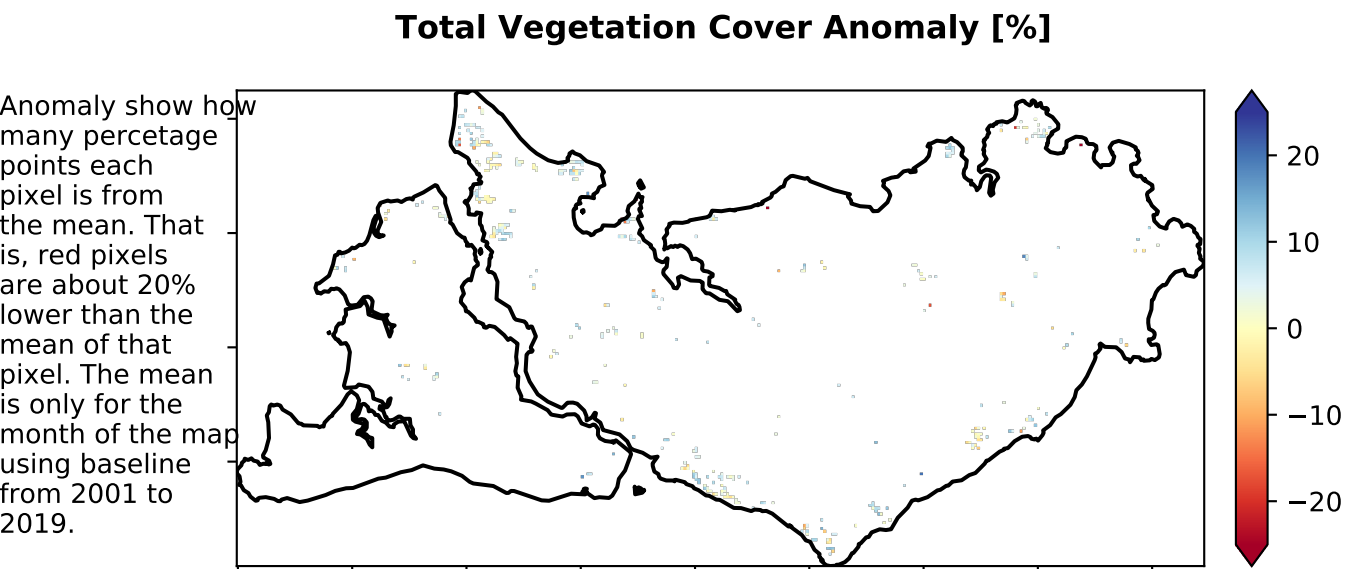 Total Vegetation Cover Anomaly [%]
Anomaly show how
many percetage
points each
pixel is from
the mean. That
is, red pixels
are about 20%
lower than the
mean of that
pixel. The mean
is only for the
month of the map
using baseline
from 2001 to
2019.
20
10
0
−10
−20